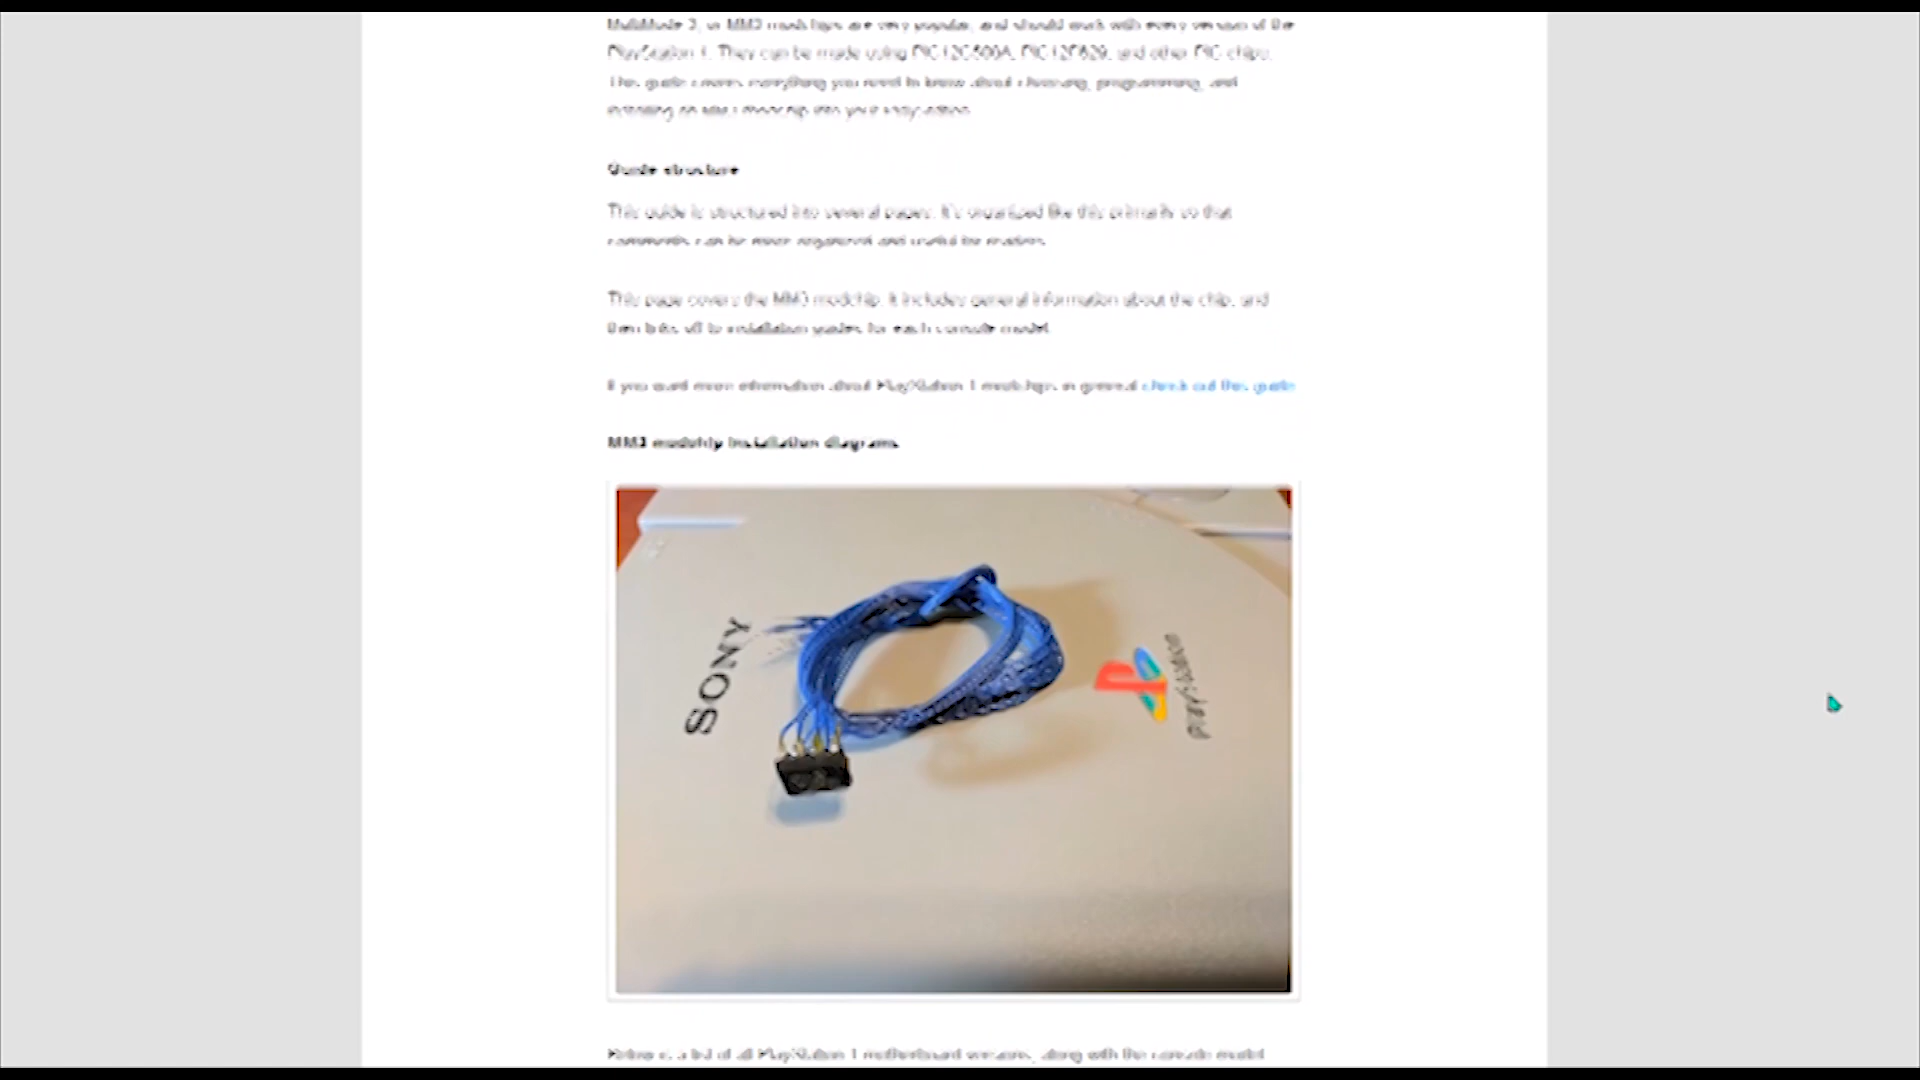 MultiMode 3, or MM3 modchips are very popular, and should work with every version of the
PlayStation 1. They can be made using PIC12C508A, PIC12F629, and other PIC chips.
This guide covers everything you need to know about choosing, programming, and
installing an MM3 modchip into your PlayStation.
Guide structure
This guide is structured into several pages. It's organized like this primarily so that
comments can be more organized and useful for readers.
This page covers the MM3 modchip. It includes general information about the chip, and
then links off to installation guides for each console model.
If you want more information about PlayStation 1 modchips in general check out this guide
MM3 modchip installation diagrams
SONY
PlayStation
Below is a list of all PlayStation 1 motherboard versions, along with the console model